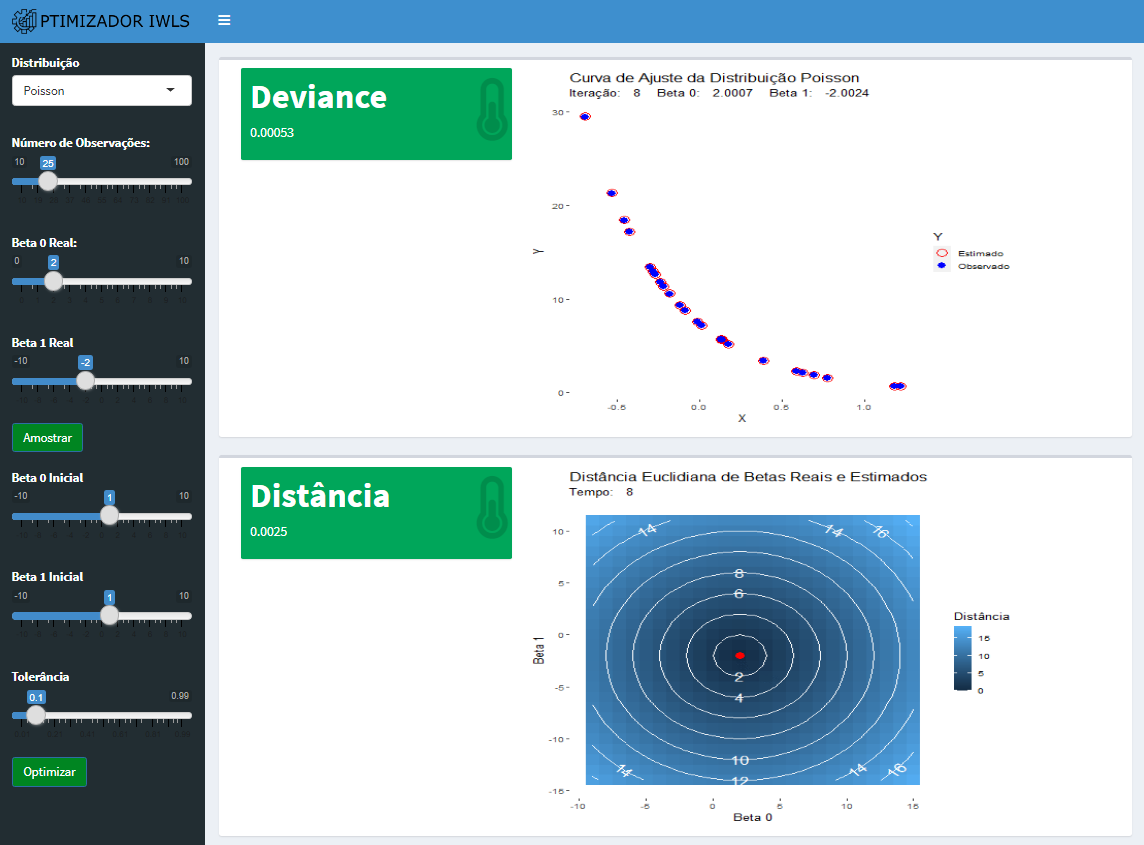 PTIMIZADOR IWLS
Distribuição
Poisson
Número de Observações:
10 25 100
Beta 0 Real:
0 2 10
Beta 1 Real
-10 -2 10
Amostrar
Beta 0 Inicial
-10 1 10
Beta 1 Inicial
-10 1 10
Tolerância
0.1 0.99
Optimizar
Deviance
0.00053
Curva de Ajuste da Distribuição Poisson
Iteração: 8 Beta 0: 2.0007 Beta 1: -2.0024
30
20
10
0
Y
-0.5 0.0 0.5 1.0
X
Y
Estimado
Observado
Distância
0.0025
Distância Euclidiana de Betas Reais e Estimados
Tempo: 8
10
5
0
-5
-10
-15
Beta 1
14 14 16
8
6
2
4
10
14 12 14 16
-10 -5 0 5 10 15
Beta 0
Distância
15
10
5
0